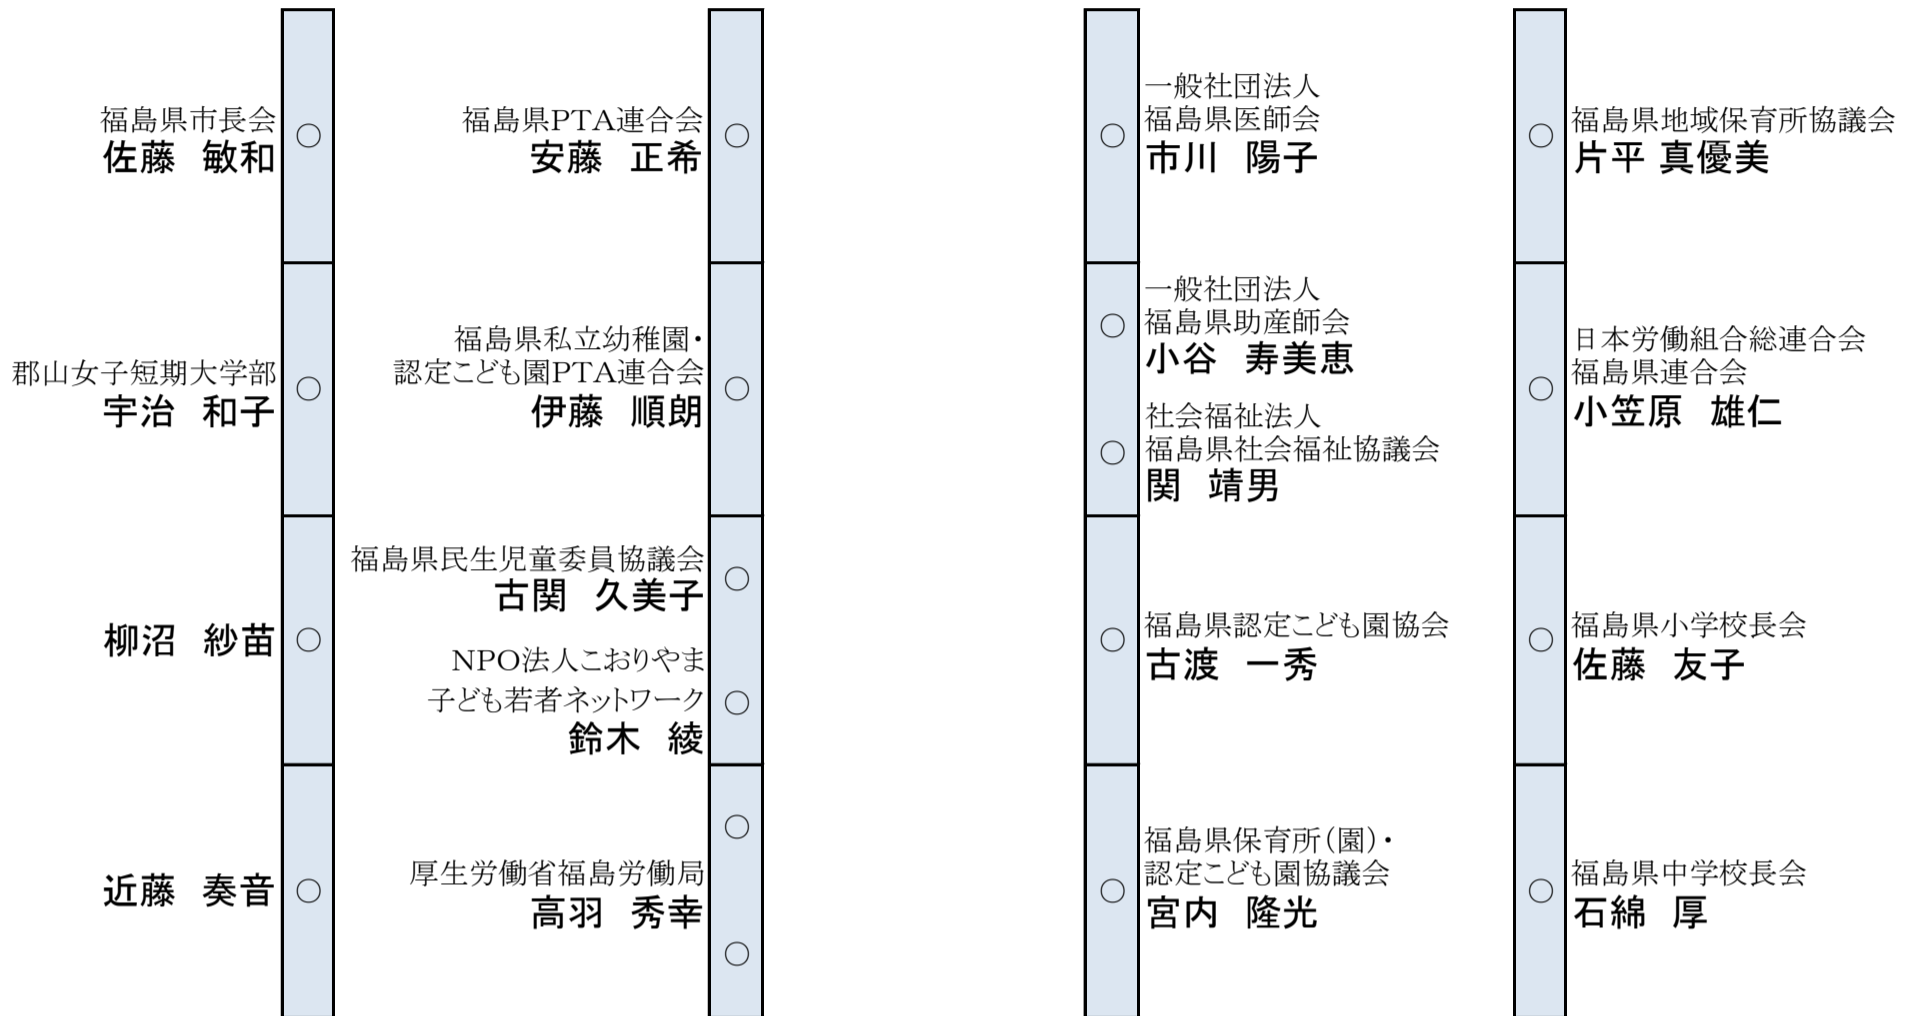 福島県市長会
佐藤　敏和
郡山女子短期大学部
宇治　和子
柳沼　紗苗
近藤　奏音
福島県PTA連合会
安藤　正希
福島県私立幼稚園・
認定こども園PTA連合会
伊藤　順朗
福島県民生児童委員協議会
古関　久美子
NPO法人こおりやま
子ども若者ネットワーク
鈴木　綾
厚生労働省福島労働局
高羽　秀幸
一般社団法人
福島県医師会
市川　陽子
一般社団法人
福島県助産師会
小谷　寿美恵
社会福祉法人
福島県社会福祉協議会
関　靖男
福島県認定こども園協会
古渡　一秀
福島県保育所(園)・
認定こども園協議会
宮内　隆光
福島県地域保育所協議会
片平 真優美
日本労働組合総連合会
福島県連合会
小笠原　雄仁
福島県小学校長会
佐藤　友子
福島県中学校長会
石綿　厚